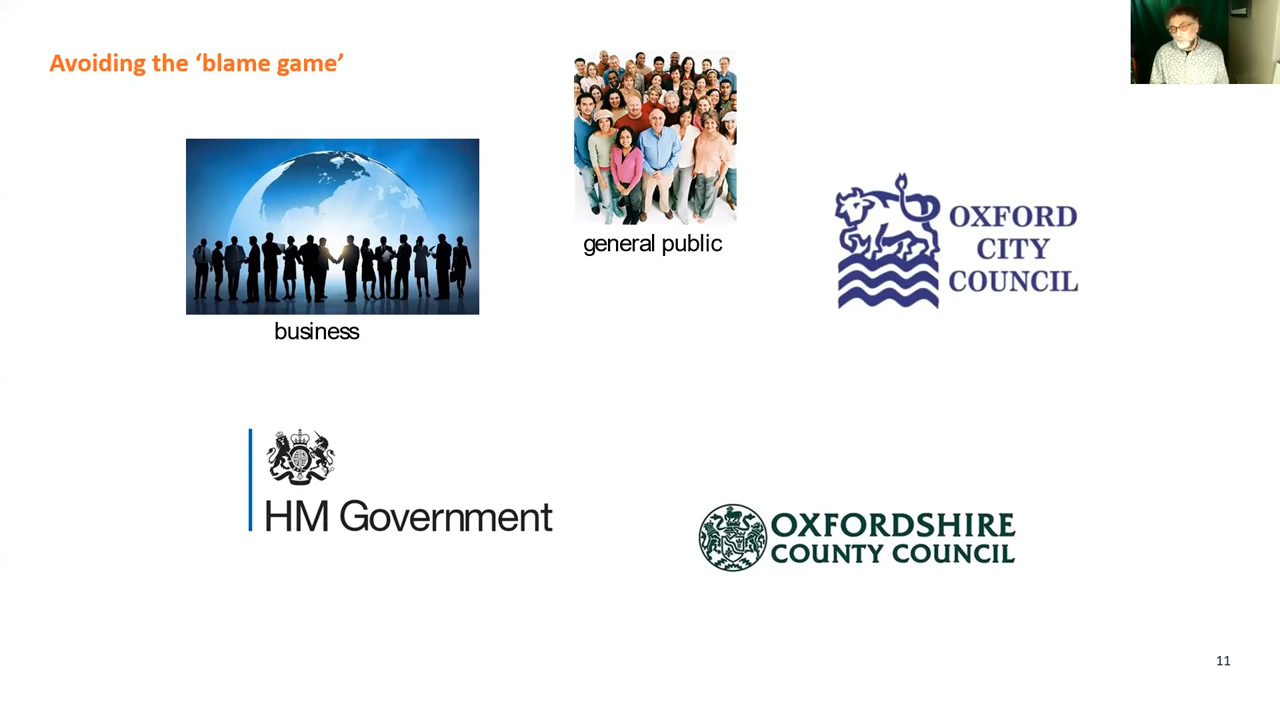 Avoiding the ‘blame game’
general public
business
OXFORD
CITY
COUNCIL
HM Government
OXFORDSHIRE
COUNTY COUNCIL
11